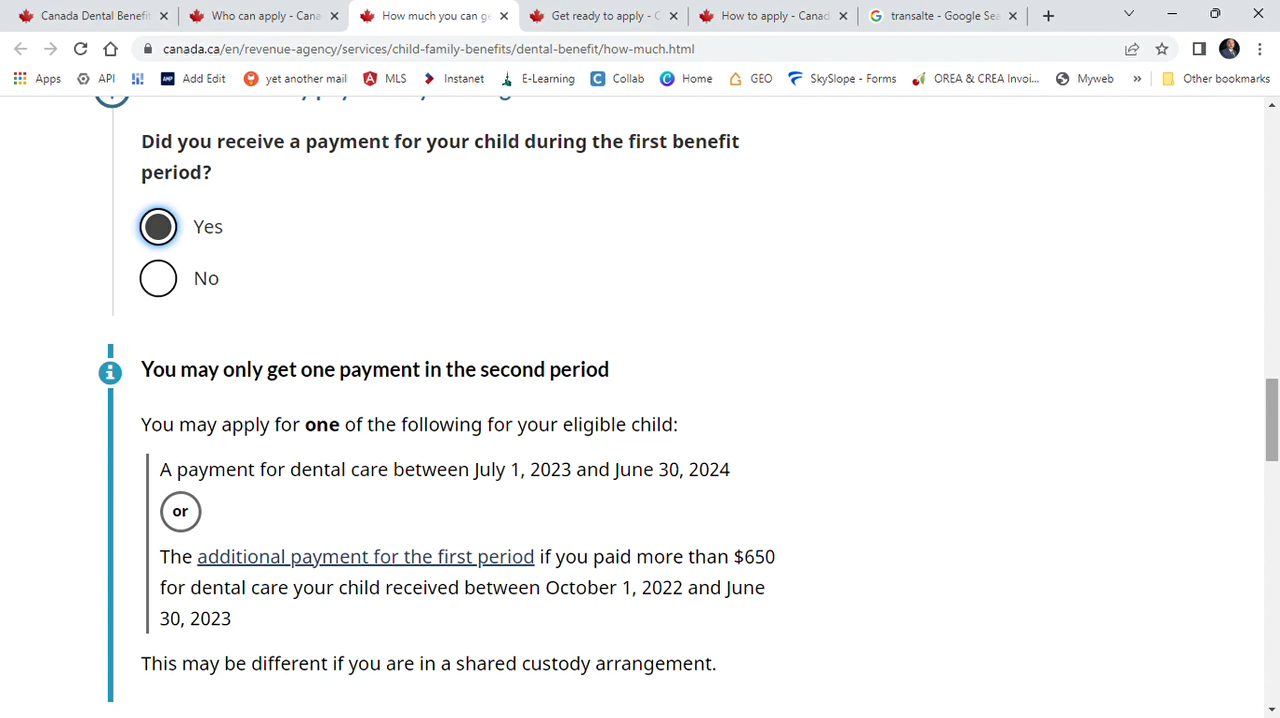 Canada Dental Benefit
Who can apply - Cana
How much you can ge
Get ready to apply - C
How to apply - Canad
transalte - Google Sea
canada.ca/en/revenue-agency/services/child-family-benefits/dental-benefit/how-much.html
Apps
API
AMP
Add Edit
yet another mail
MLS
Instanet
E-Learning
Collab
Home
GEO
SkySlope - Forms
OREA & CREA Invoi...
Myweb
»
Other bookmarks
Did you receive a payment for your child during the first benefit
period?
Yes
No
You may only get one payment in the second period
You may apply for one of the following for your eligible child:
A payment for dental care between July 1, 2023 and June 30, 2024
or
The additional payment for the first period if you paid more than $650
for dental care your child received between October 1, 2022 and June
30, 2023
This may be different if you are in a shared custody arrangement.